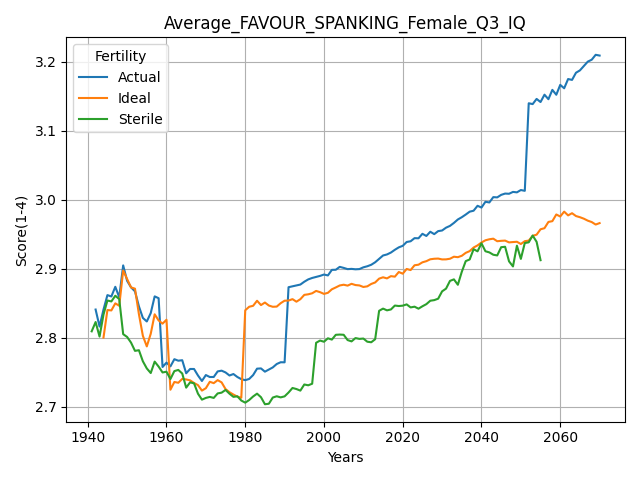 Average_FAVOUR_SPANKING_Female_Q3_IQ
Fertility
Actual
Ideal
Sterile
Score(1-4)
3.2
3.1
3.0
2.9
2.8
2.7
1940 1960 1980 2000 2020 2040 2060
Years